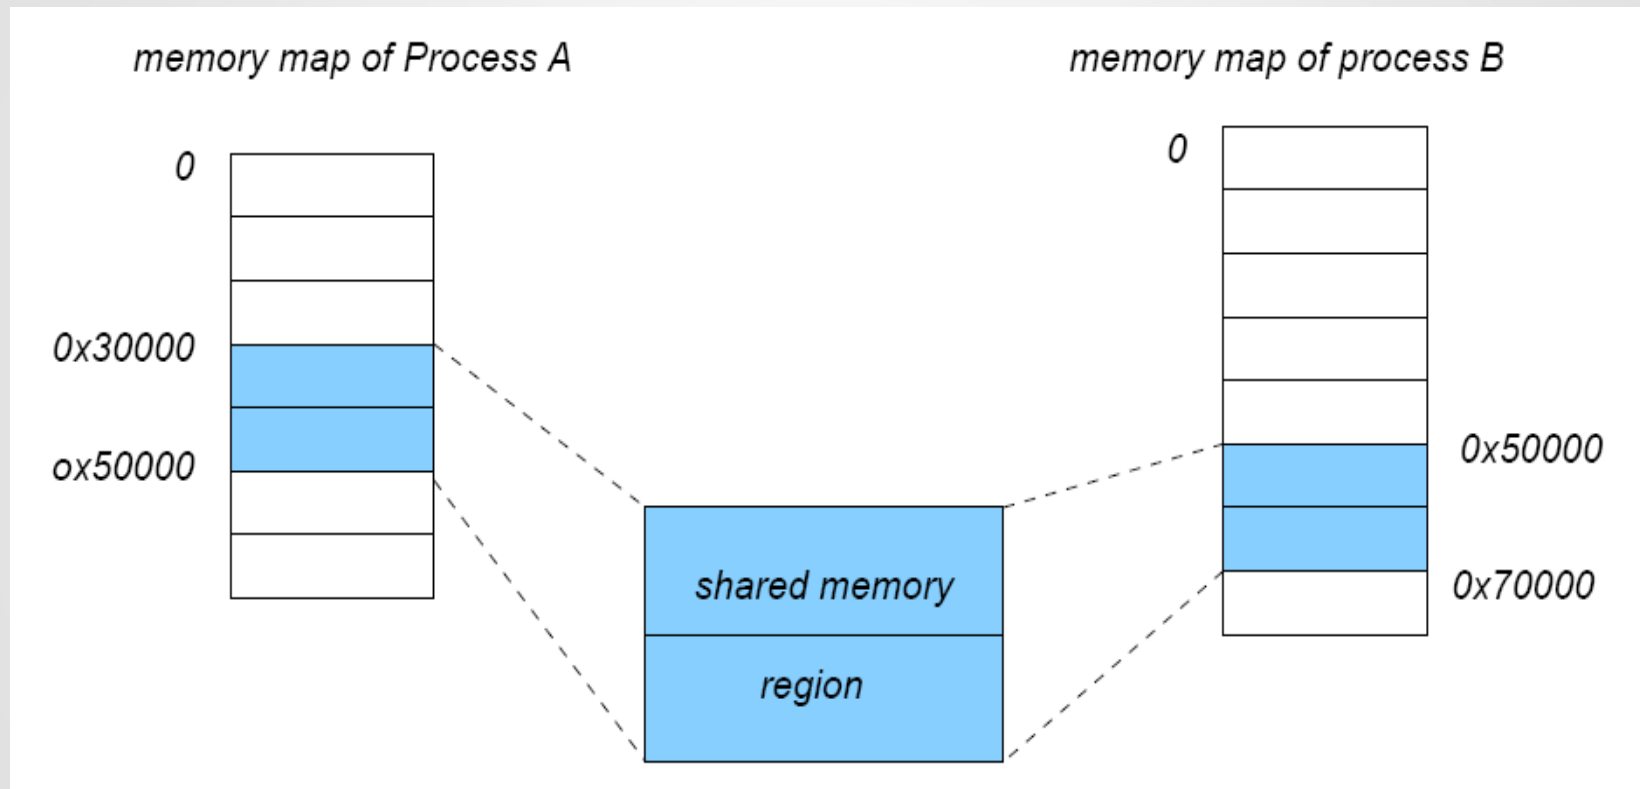 memory map of Process A
memory map of process B
0
0
0x30000
ox50000
0x50000
shared memory
0x70000
region